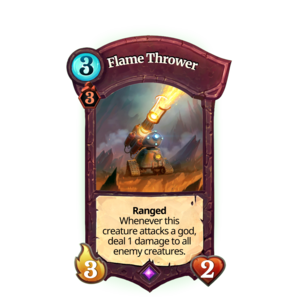 3
Flame Thrower
3
Ranged
Whenever this
creature attacks a god,
deal 1 damage to all
enemy creatures.
3
2